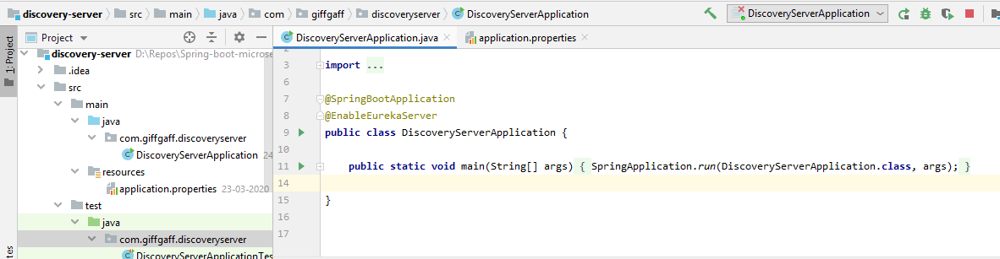 discovery-server src main java com giffgaff discoveryserver DiscoveryServerApplication DiscoveryServerApplication
1: Project
Project
DiscoveryServerApplication.java application.properties
discovery-server D:\Repos\Spring-boot-microse
.idea
src
main
java
com.giffgaff.discoveryserver
DiscoveryServerApplication 24
resources
application.properties 23-03-2020
test
java
com.giffgaff.discoveryserver
DiscoveryServerApplicationTes
2
3 import ...
6
7 @SpringBootApplication
8 @EnableEurekaServer
9 public class DiscoveryServerApplication {
10
11 public static void main(String[] args) { SpringApplication.run(DiscoveryServerApplication.class, args); }
14
15 }
16
17